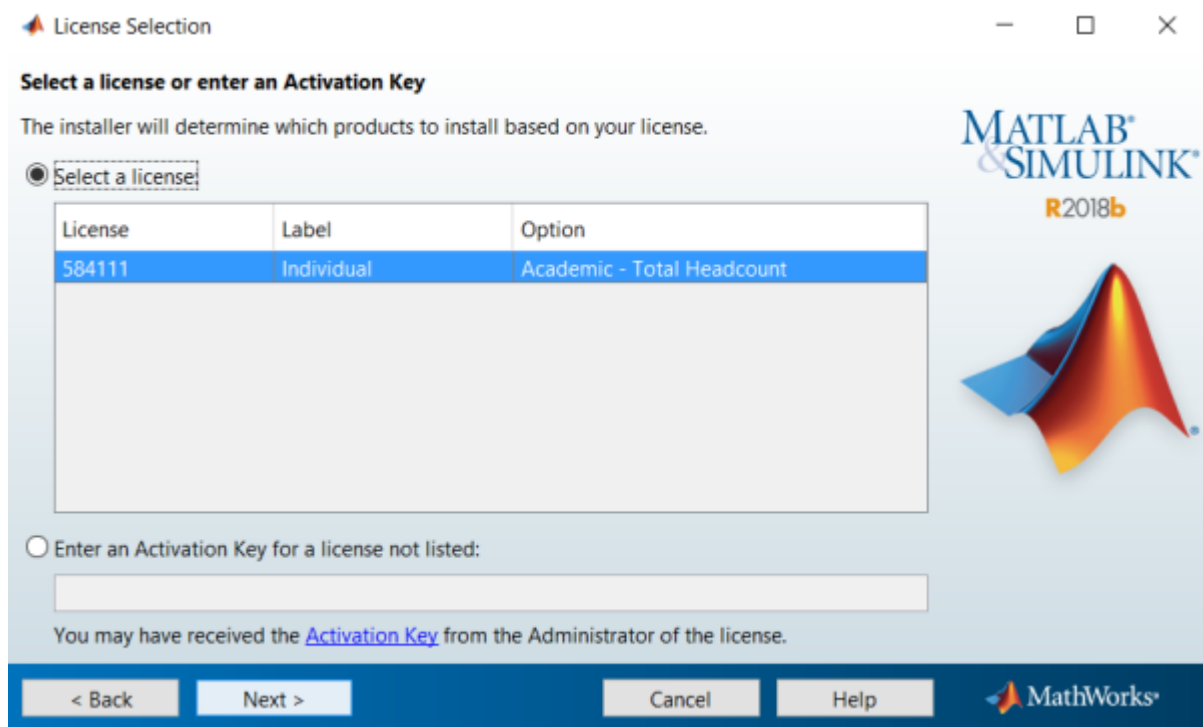 License Selection
Select a license or enter an Activation Key
The installer will determine which products to install based on your license.
MATLAB®
&SIMULINK®
R2018b
Select a license:
License Label Option
584111 Individual Academic - Total Headcount
®
Enter an Activation Key for a license not listed:
You may have received the Activation Key from the Administrator of the license.
< Back Next > Cancel Help MathWorks®